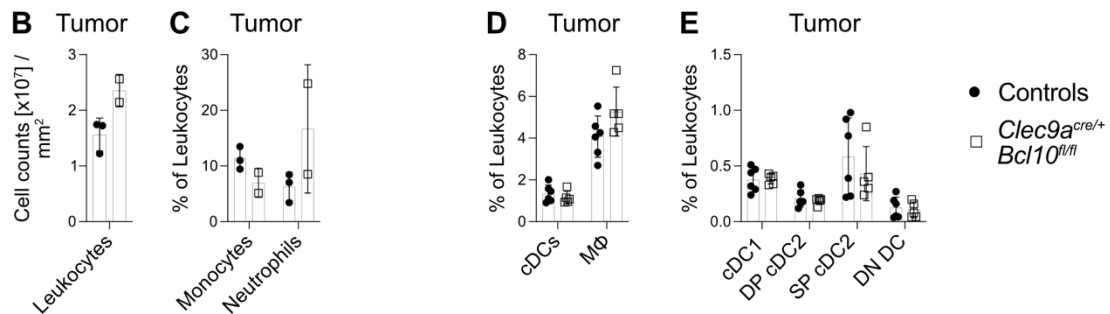 B Tumor
Cell counts [x10⁷] /
mm²
3
2
1
0
Leukocytes
C Tumor
% of Leukocytes
30
20
10
0
Monocytes
Neutrophils
D Tumor
% of Leukocytes
8
6
4
2
0
cDCs
MΦ
E Tumor
% of Leukocytes
1.5
1.0
0.5
0.0
cDC1
DP cDC2
SP cDC2
DN DC
Controls
Clec9a^cre/+
Bcl10^fl/fl